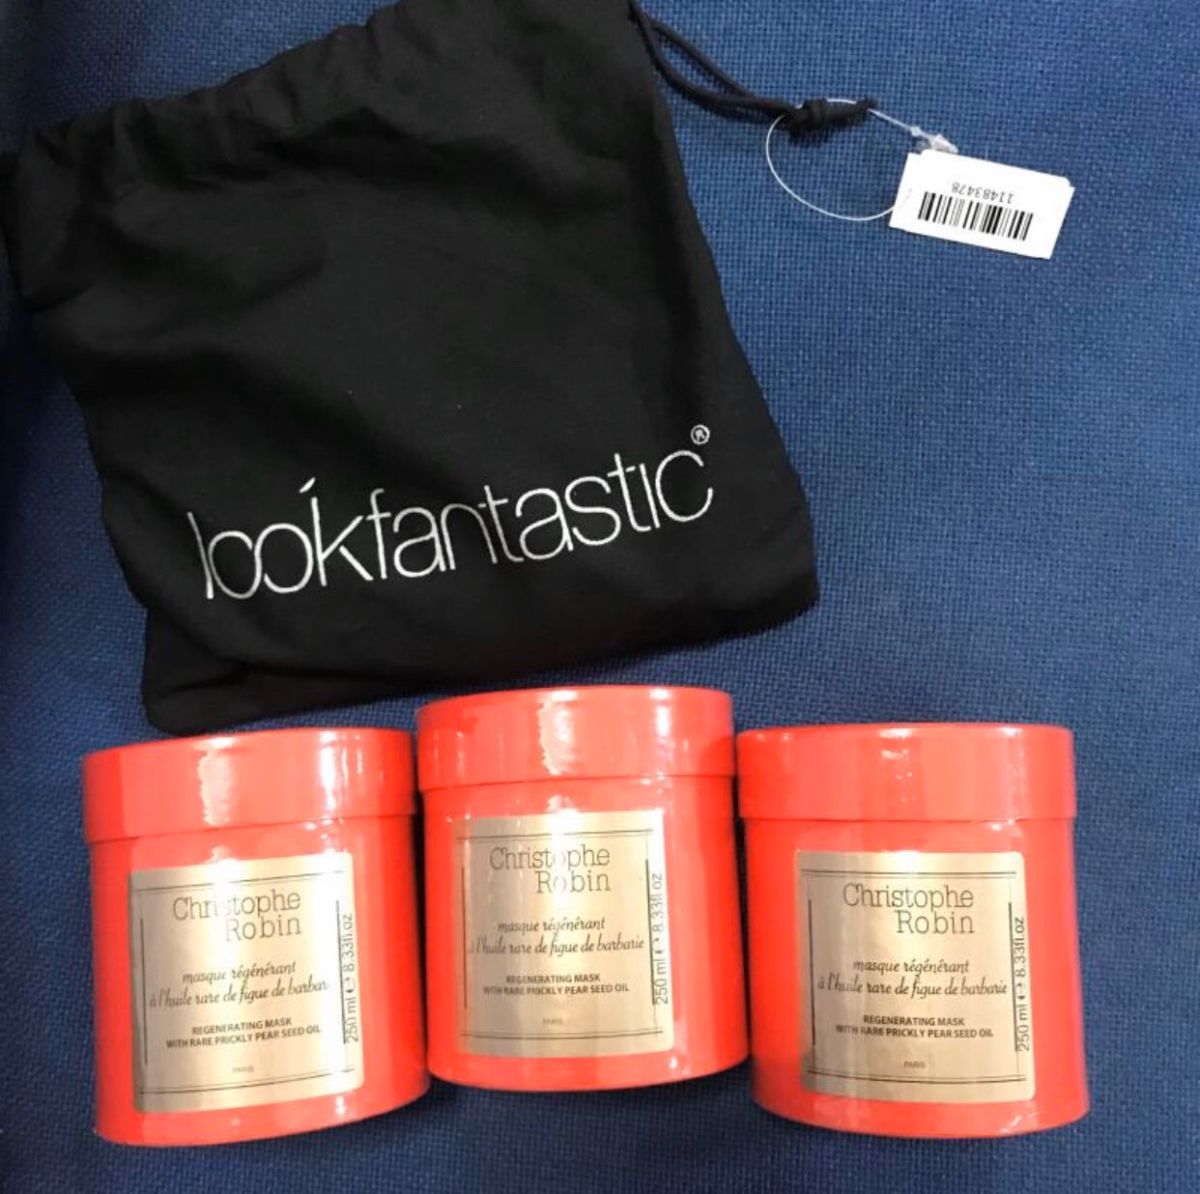 11483478
lookfantastic®
Christophe
Robin
masque régénérant
à l'huile rare de figue de barbar
REGENERATING MASK
WITH RARE PRICKLY PEAR SEED OIL
PARIS
250 ml e 8.33fl.oz
Christophe
Robin
masque régénérant
à l'huile rare de figue de barbarie
REGENERATING MASK
WITH RARE PRICKLY PEAR SEED OIL
PARIS
250 ml e 8.33fl.oz
Christophe
Robin
masque régénérant
à l'huile rare de figue de barbarie
REGENERATING MASK
WITH RARE PRICKLY PEAR SEED OIL
PARIS
250 ml e 8.33fl.oz